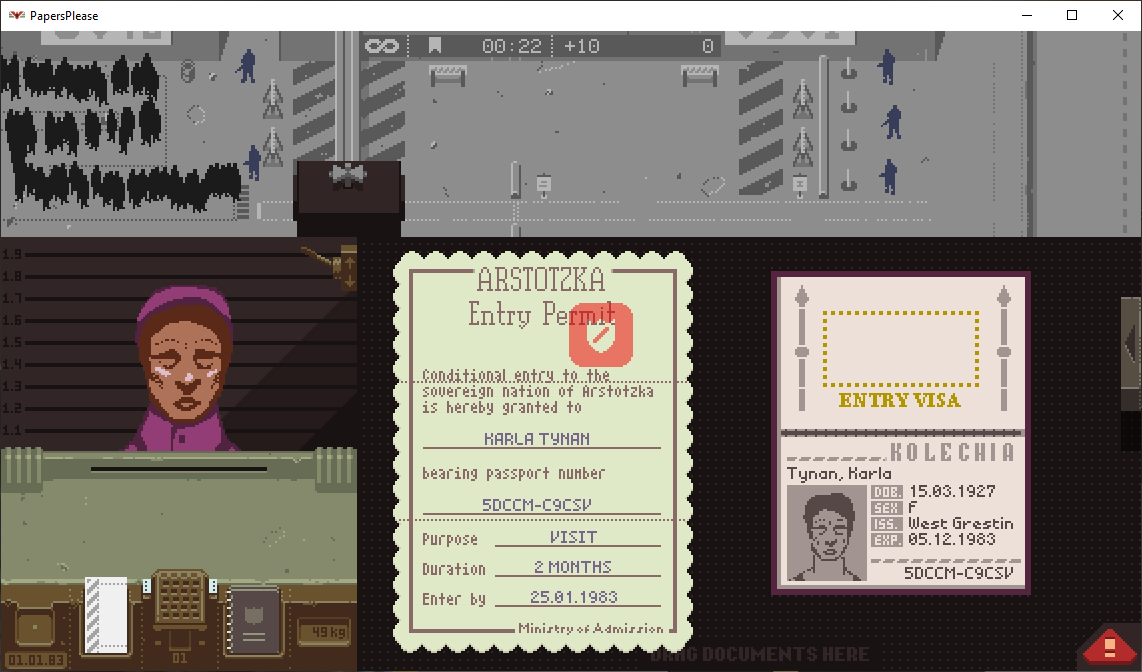 PapersPlease
00:22 +10 0
1.9
1.8
1.7
1.6
1.5
1.4
1.3
1.2
1.1
ARSTOTZKA
Entry Permit
Conditional entry to the
sovereign nation of Arstotzka
is hereby granted to
KARLA TYNAN
bearing passport number
5DCCM-C9CSV
Purpose VISIT
Duration 2 MONTHS
Enter by 25.01.1983
Ministry of Admission
ENTRY VISA
KOLECHIA
Tynan, Karla
DOB. 15.03.1927
SEX F
ISS. West Grestin
EXP. 05.12.1983
5DCCM-C9CSV
49kg
01.01.83
01
DRAG DOCUMENTS HERE